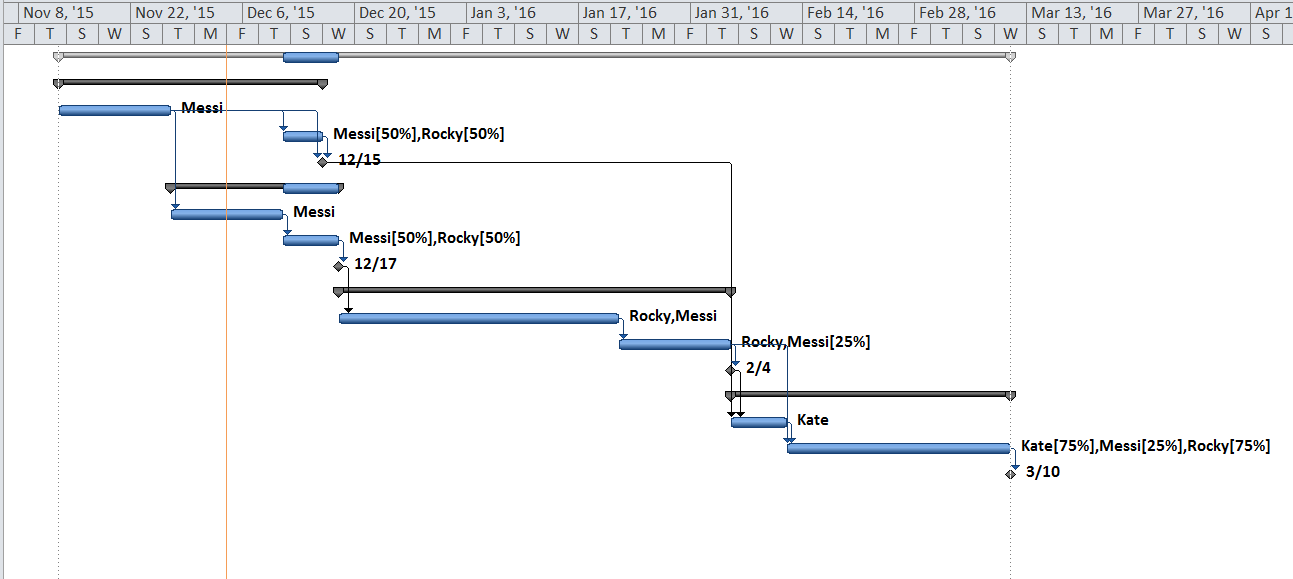 Nov 8, '15 Nov 22, '15 Dec 6, '15 Dec 20, '15 Jan 3, '16 Jan 17, '16 Jan 31, '16 Feb 14, '16 Feb 28, '16 Mar 13, '16 Mar 27, '16 Apr 1
F T S W S T M F T S W S T M F T S W S T M F T S W S T M F T S W S T M F T S W S
Messi
Messi[50%],Rocky[50%]
12/15
Messi
Messi[50%],Rocky[50%]
12/17
Rocky,Messi
Rocky,Messi[25%]
2/4
Kate
Kate[75%],Messi[25%],Rocky[75%]
3/10